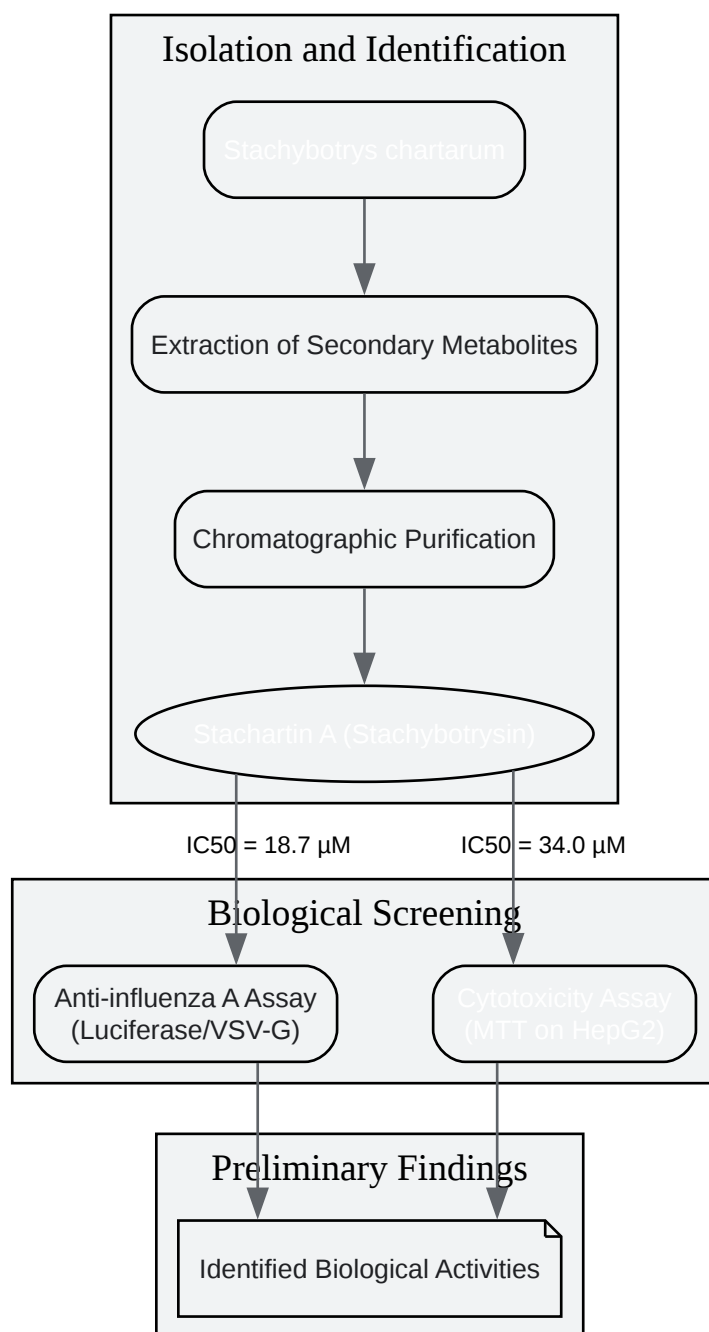 Isolation and Identification
Stachybotrys chartarum
Extraction of Secondary Metabolites
Chromatographic Purification
Stachartin A (Stachybotrysin)
IC50 = 18.7 µM
IC50 = 34.0 µM
Biological Screening
Anti-influenza A Assay
(Luciferase/VSV-G)
Cytotoxicity Assay
(MTT on HepG2)
Preliminary Findings
Identified Biological Activities